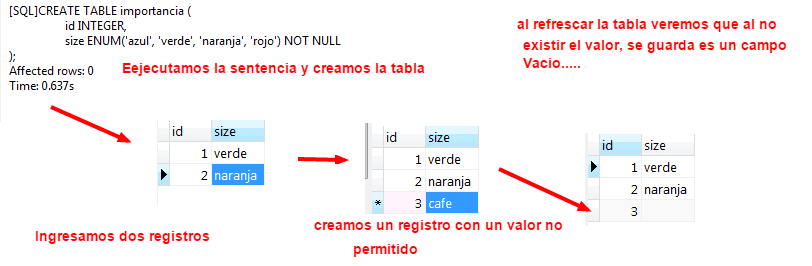 [SQL]CREATE TABLE importancia (
id INTEGER,
size ENUM('azul', 'verde', 'naranja', 'rojo') NOT NULL
);
Affected rows: 0
Time: 0.637s
Eejecutamos la sentencia y creamos la tabla
al refrescar la tabla veremos que al no
existir el valor, se guarda es un campo
Vacio.....
id size
1 verde
2 naranja
id size
1 verde
2 naranja
* 3 cafe
id size
1 verde
2 naranja
3
Ingresamos dos registros
creamos un registro con un valor no
permitido